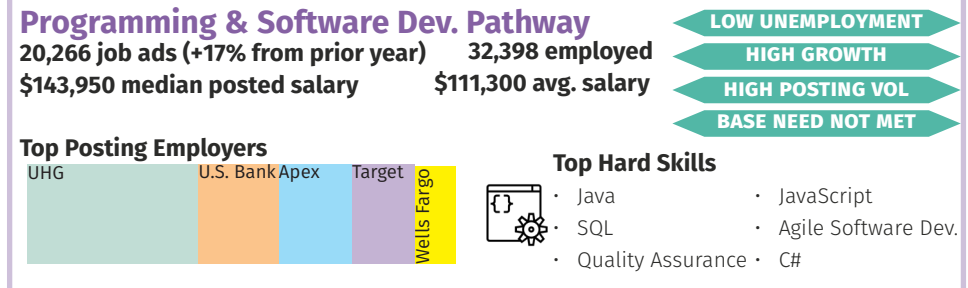 Programming & Software Dev. Pathway
20,266 job ads (+17% from prior year) 32,398 employed
$143,950 median posted salary $111,300 avg. salary
LOW UNEMPLOYMENT
HIGH GROWTH
HIGH POSTING VOL
BASE NEED NOT MET
Top Posting Employers
UHG U.S. Bank Apex Target Wells Fargo
Top Hard Skills
· Java
· SQL
· Quality Assurance
· JavaScript
· Agile Software Dev.
· C#